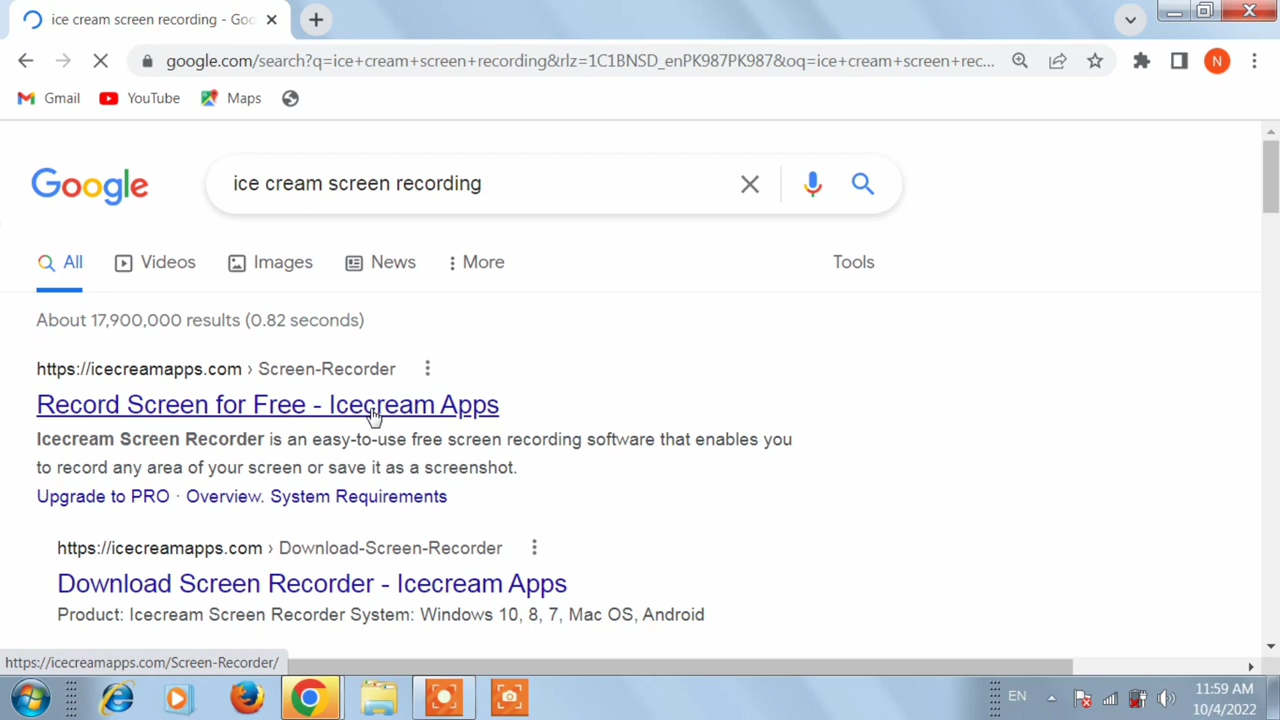 ice cream screen recording - Goo
google.com/search?q=ice+cream+screen+recording&rlz=1C1BNSD_enPK987PK987&oq=ice+cream+screen+rec...
N
Gmail
YouTube
Maps
Google
ice cream screen recording
All
Videos
Images
News
More
Tools
About 17,900,000 results (0.82 seconds)
https://icecreamapps.com › Screen-Recorder
Record Screen for Free - Icecream Apps
Icecream Screen Recorder is an easy-to-use free screen recording software that enables you
to record any area of your screen or save it as a screenshot.
Upgrade to PRO · Overview. System Requirements
https://icecreamapps.com › Download-Screen-Recorder
Download Screen Recorder - Icecream Apps
Product: Icecream Screen Recorder System: Windows 10, 8, 7, Mac OS, Android
https://icecreamapps.com/Screen-Recorder/
EN
11:59 AM
10/4/2022